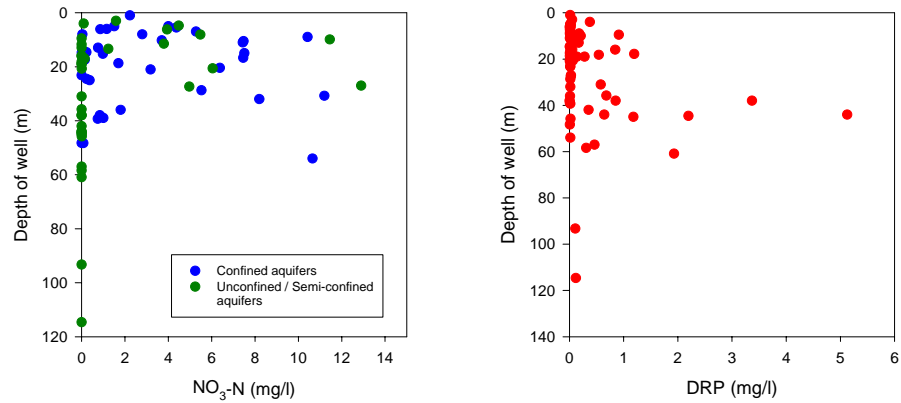 0
20
40
60
80
100
120
Depth of well (m)
0 2 4 6 8 10 12 14
NO3-N (mg/l)
Confined aquifers
Unconfined / Semi-confined
aquifers
0
20
40
60
80
100
120
140
Depth of well (m)
0 1 2 3 4 5 6
DRP (mg/l)